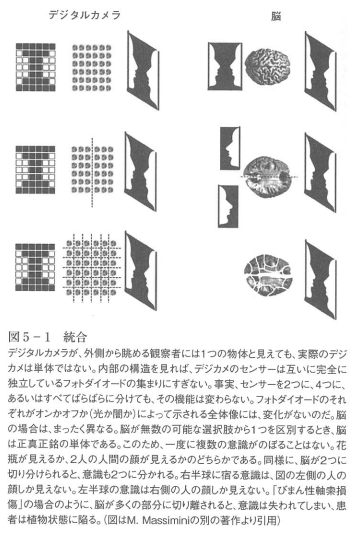 デジタルカメラ
脳
図5-1 統合
デジタルカメラが、外側から眺める観察者には1つの物体と見えても、実際のデジ
カメは単体ではない。内部の構造を見れば、デジカメのセンサーは互いに完全に
独立しているフォトダイオードの集まりにすぎない。事実、センサーを2つに、4つに、
あるいはすべてばらばらに分けても、その機能は変わらない。フォトダイオードのそれ
ぞれがオンかオフか(光か闇か)によって示される全体像には、変化がないのだ。脳
の場合は、まったく異なる。脳が無数の可能な選択肢から1つを区別するとき、脳
は正真正銘の単体である。このため、一度に複数の意識がのぼることはない。花
瓶が見えるか、2人の人間の顔が見えるかのどちらかである。同様に、脳が2つに
切り分けられると、意識も2つに分かれる。右半球に宿る意識は、図の左側の人の
顔しか見えない。左半球の意識は右側の人の顔しか見えない。「びまん性軸索損
傷」の場合のように、脳が多くの部分に切り離されると、意識は失われてしまい、患
者は植物状態に陥る。(図はM. Massiminiの別の著作より引用)